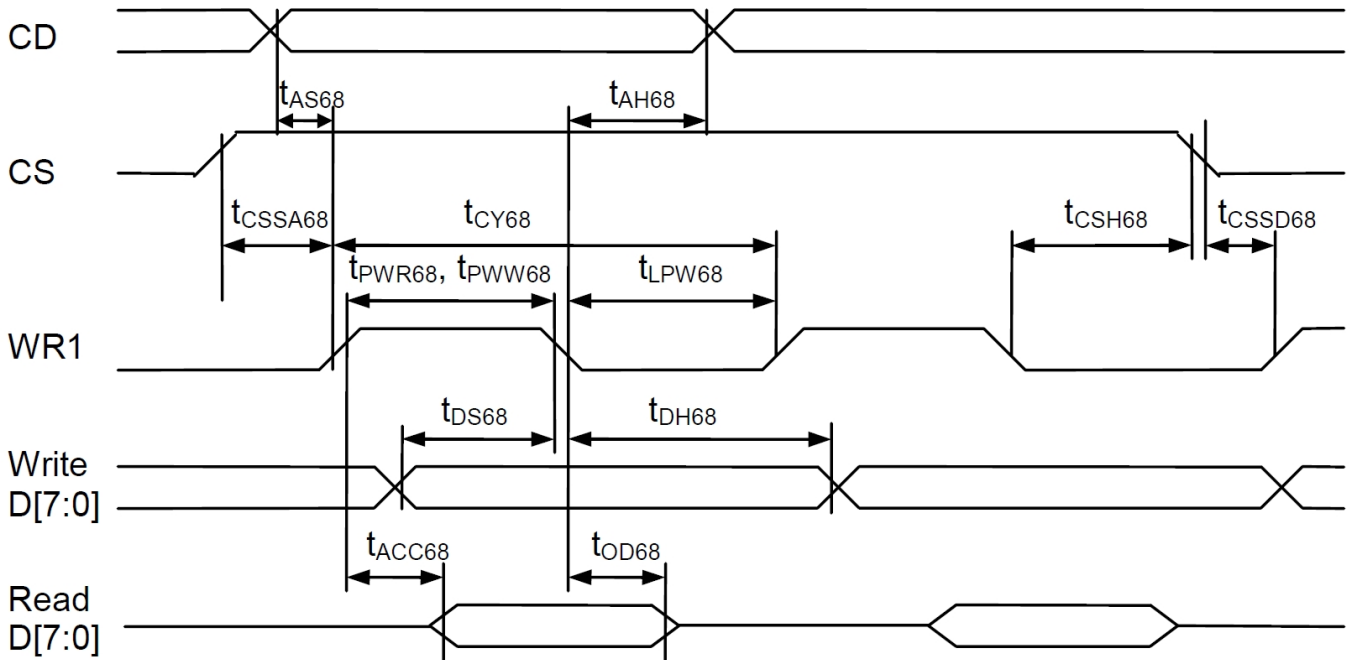 CD
tAS68 tAH68
CS
tCSSA68 tCY68 tCSH68 tCSSD68
tPWR68, tPWW68 tLPW68
WR1
tDS68 tDH68
Write
D[7:0]
tACC68 tOD68
Read
D[7:0]